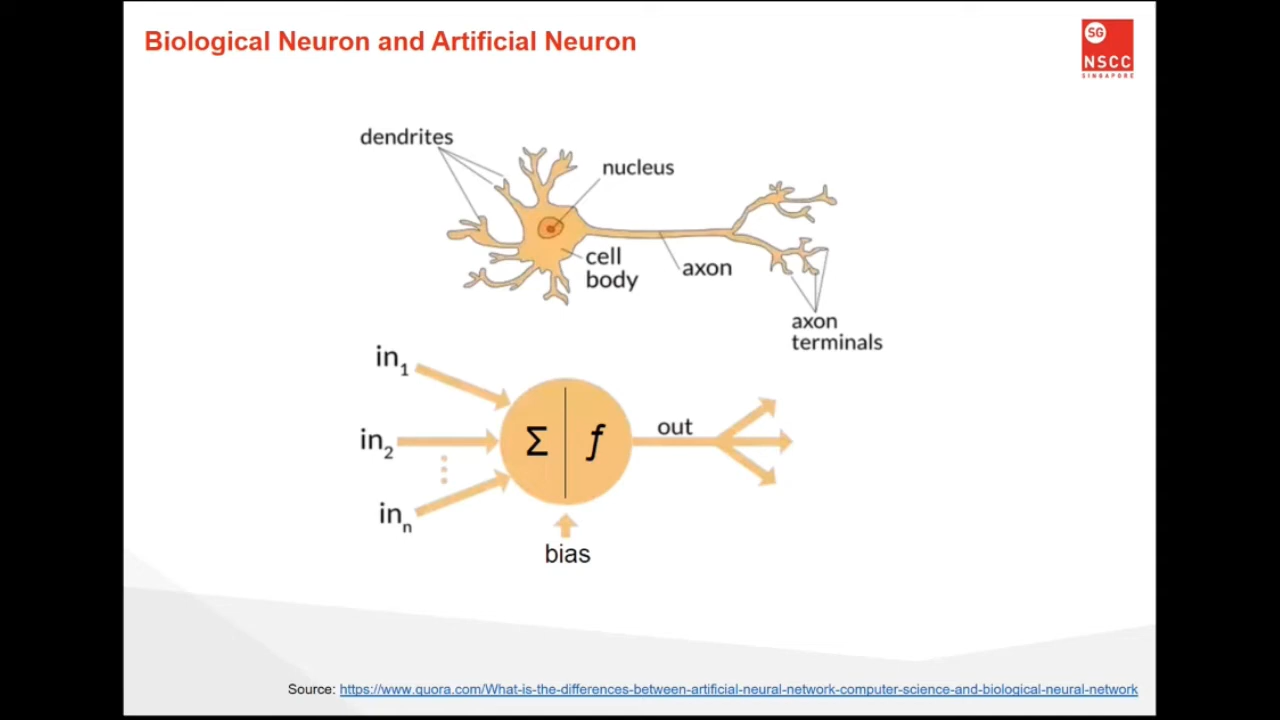 Biological Neuron and Artificial Neuron
SG
NSCC
SINGAPORE
dendrites
nucleus
cell
body
axon
axon
terminals
in1
in2
inn
Σ f
out
bias
Source: https://www.quora.com/What-is-the-differences-between-artificial-neural-network-computer-science-and-biological-neural-network